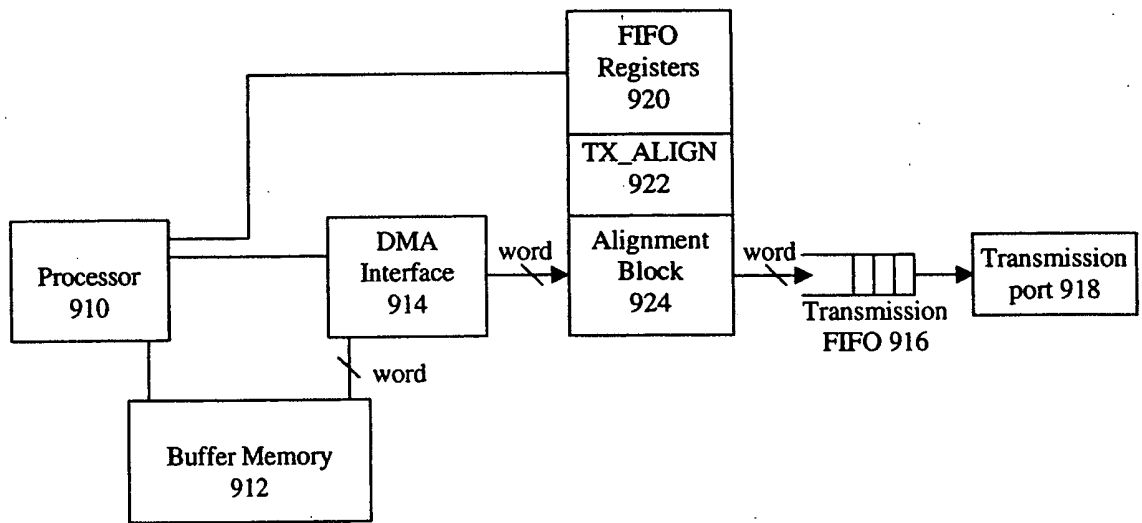 FIFO
Registers
920
TX_ALIGN
922
Processor
910
DMA
Interface
914
word
Alignment
Block
924
word
Transmission
FIFO 916
Transmission
port 918
word
Buffer Memory
912